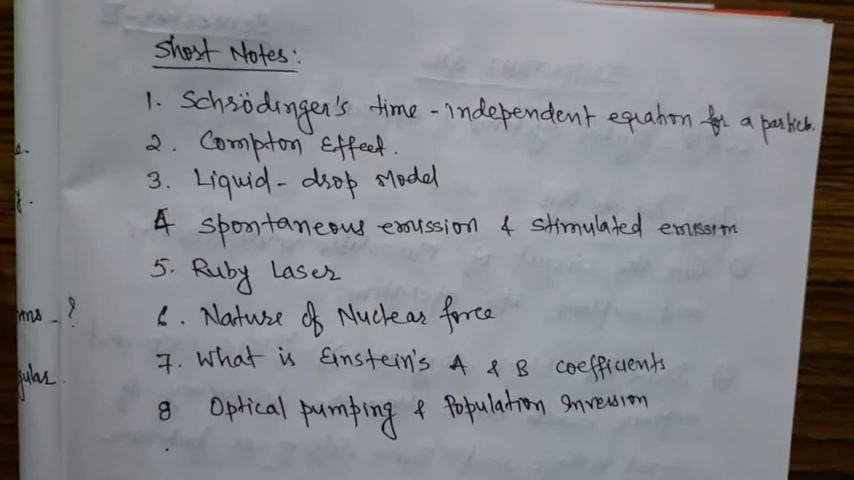 Short Notes:
1. Schrödinger's time-independent equation for a particle.
2. Compton Effect.
3. Liquid-drop Model
4 Spontaneous emission & stimulated emission
5. Ruby Laser
6. Nature of Nuclear force
7. What is Einstein's A & B coefficients
8 Optical pumping & Population Inversion